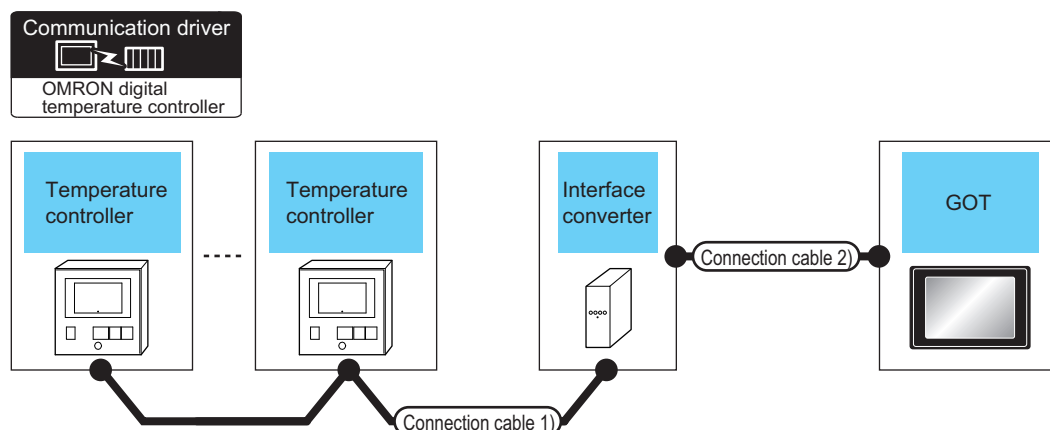 Communication driver
OMRON digital
temperature controller
Temperature
controller
Temperature
controller
Interface
converter
GOT
Connection cable 2)
Connection cable 1)